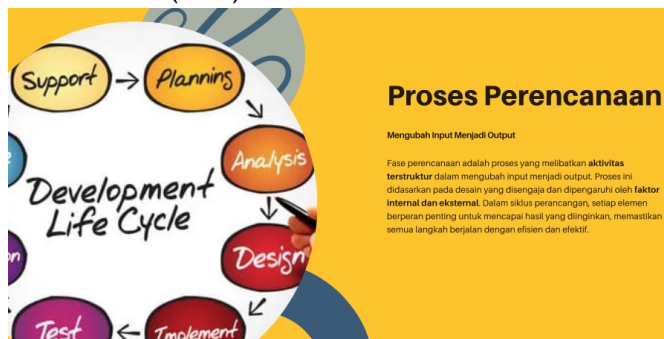 Support
Planning
Analysis
Development
Life Cycle
Design
Implement
Test
Proses Perencanaan
Mengubah Input Menjadi Output
Fase perencanaan adalah proses yang melibatkan aktivitas
terstruktur dalam mengubah input menjadi output. Proses ini
didasarkan pada desain yang disengaja dan dipengaruhi oleh faktor
internal dan eksternal. Dalam siklus perancangan, setiap elemen
berperan penting untuk mencapai hasil yang diinginkan, memastikan
semua langkah berjalan dengan efisien dan efektif.